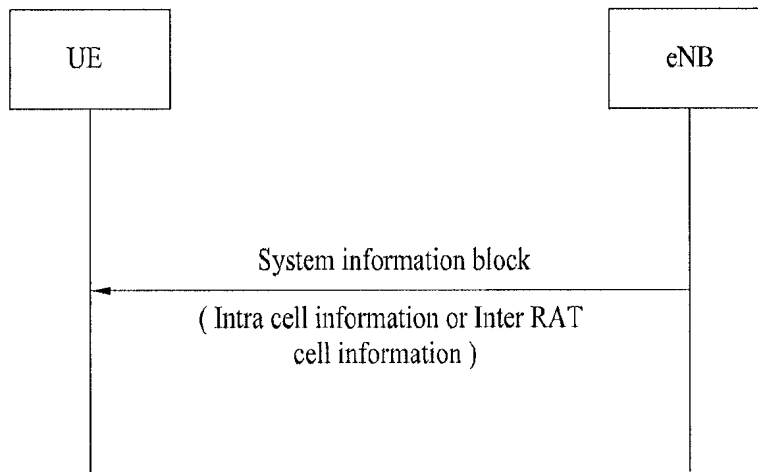 UE
eNB
System information block
( Intra cell information or Inter RAT
cell information )